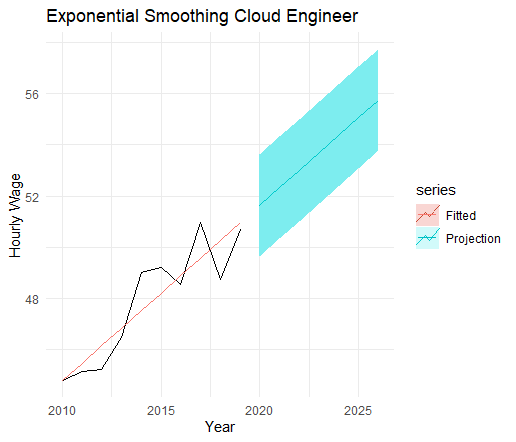 Exponential Smoothing Cloud Engineer
Hourly Wage
56
52
48
2010
2015
2020
2025
Year
series
Fitted
Projection